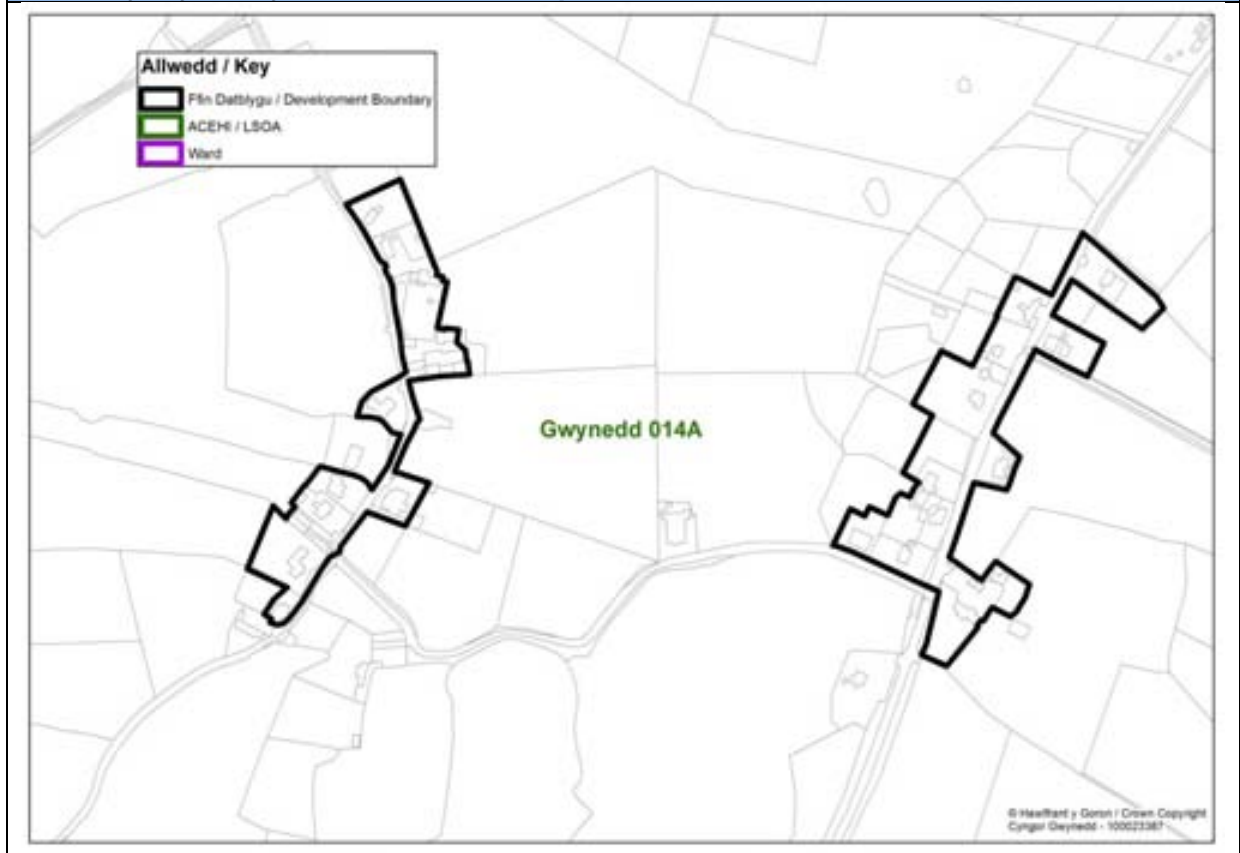 Allwedd / Key
Ffin Datblygu / Development Boundary
ACEHI / LSOA
Ward
Gwynedd 014A
© Hawlfraint y Goron / Crown Copyright
Cyngor Gwynedd - 100023387